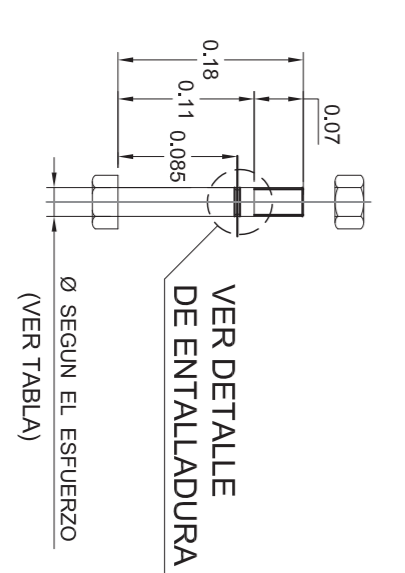 0.18
0.11
0.07
0.085
VER DETALLE
DE ENTALLADURA
Ø SEGUN EL ESFUERZO
(VER TABLA)